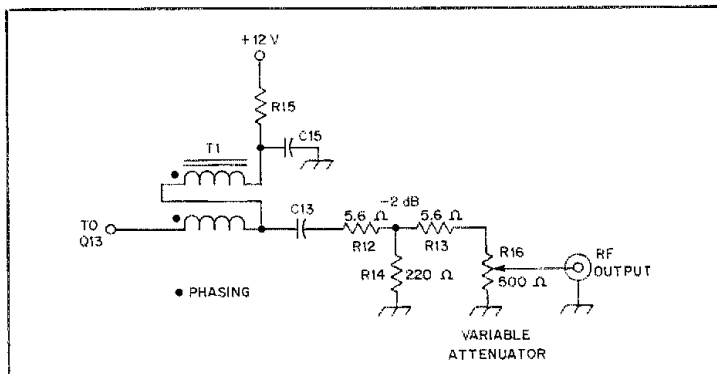 +12 V
R15
T1
C15
TO
Q13
C13
5.6 Ω
R12
-2 dB
5.6 Ω
R13
R14
220 Ω
R16
500 Ω
RF
OUTPUT
• PHASING
VARIABLE
ATTENUATOR